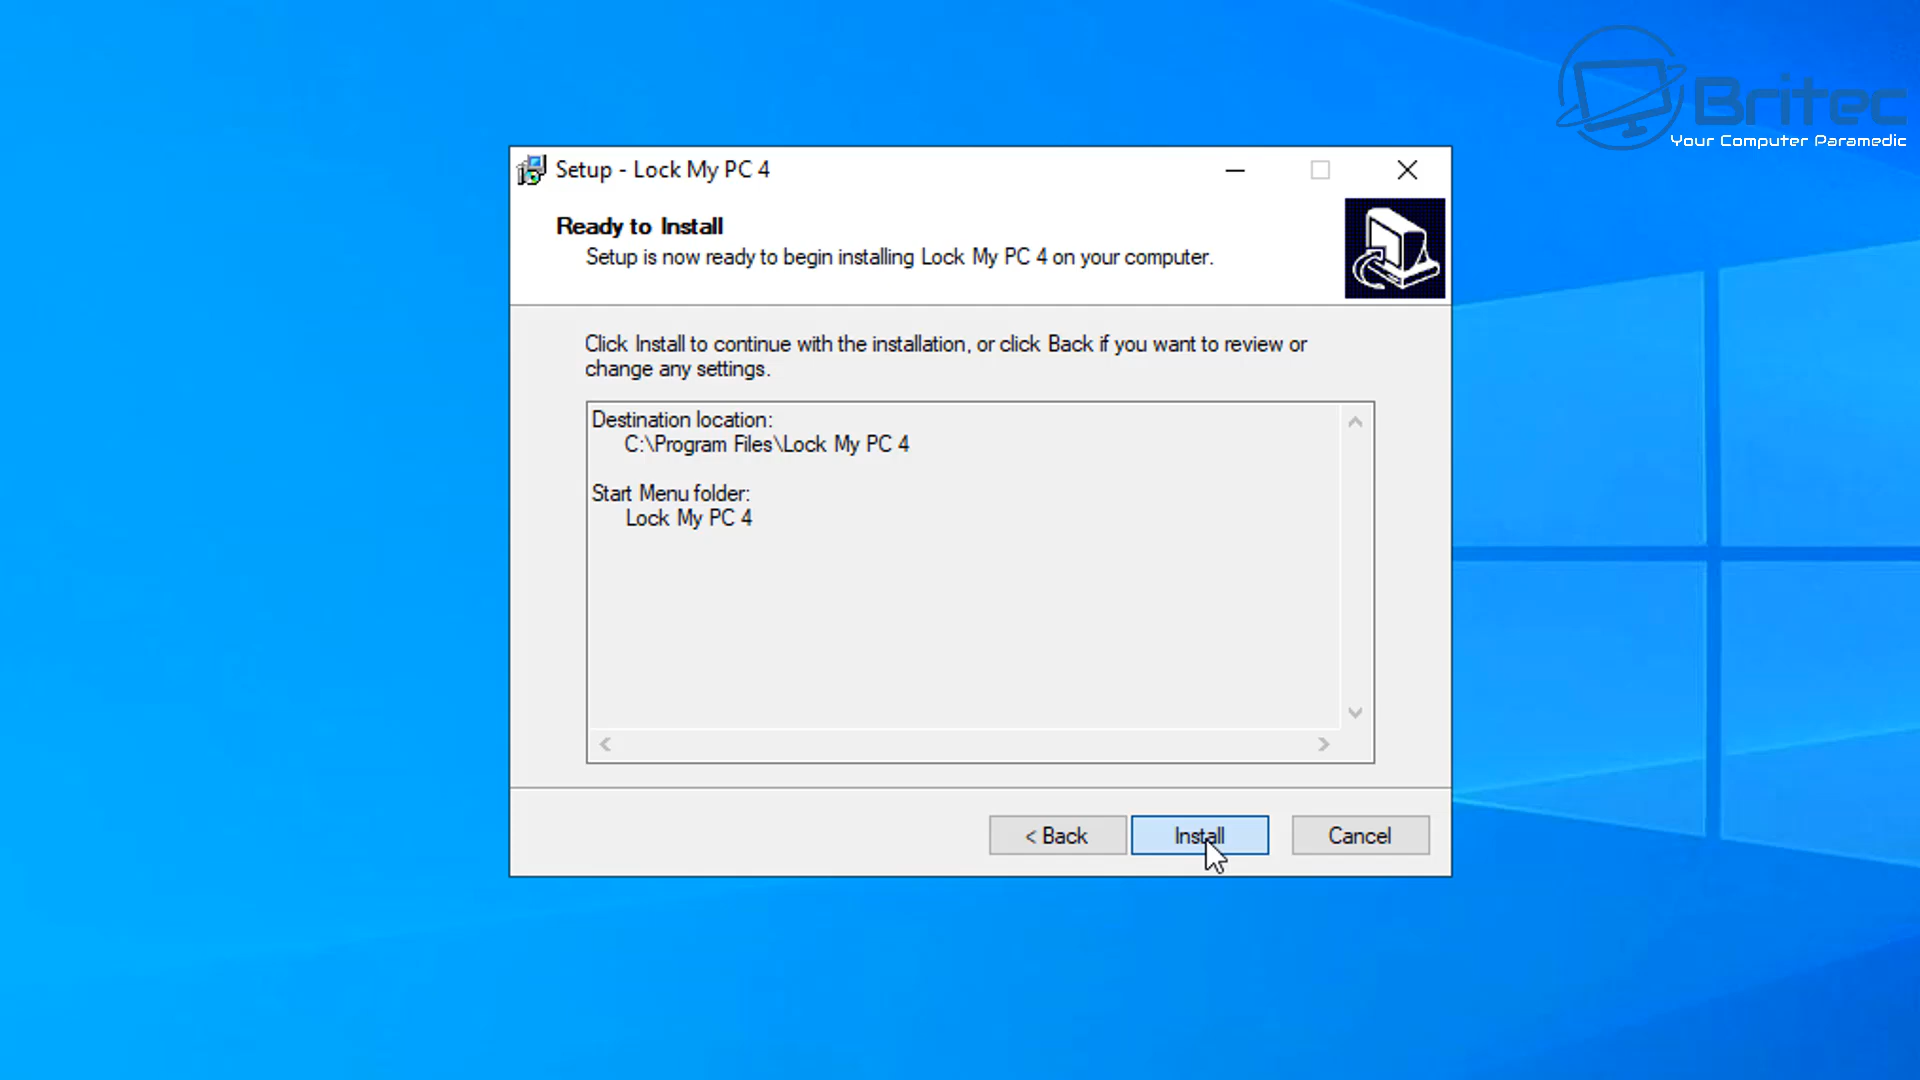 Britec
Your Computer Paramedic
Setup - Lock My PC 4
Ready to Install
Setup is now ready to begin installing Lock My PC 4 on your computer.
Click Install to continue with the installation, or click Back if you want to review or
change any settings.
Destination location:
C:\Program Files\Lock My PC 4
Start Menu folder:
Lock My PC 4
< Back
Install
Cancel